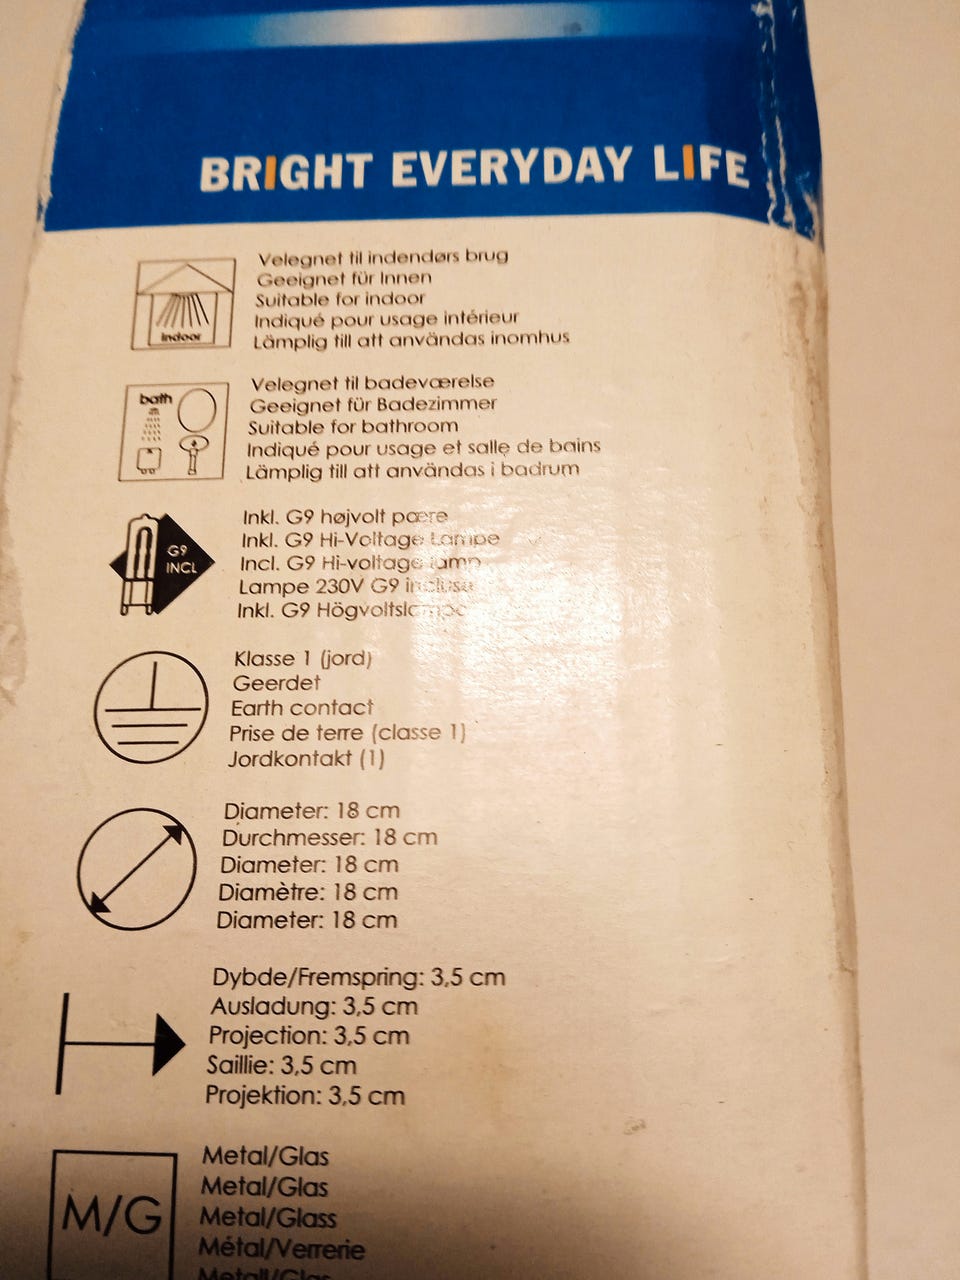 BRIGHT EVERYDAY LIFE
Velegnet til indendørs brug
Geeignet für Innen
Suitable for indoor
Indiqué pour usage intérieur
Lämplig till att användas inomhus
Indoor
Velegnet til badeværelse
Geeignet für Badezimmer
Suitable for bathroom
Indiqué pour usage et salle de bains
Lämplig till att användas i badrum
bath
Inkl. G9 højvolt pære
Inkl. G9 Hi-Voltage Lampe
Incl. G9 Hi-voltage lamp
Lampe 230V G9 incluse
Inkl. G9 Högvoltslampa
G9
INCL
Klasse 1 (jord)
Geerdet
Earth contact
Prise de terre (classe 1)
Jordkontakt (1)
Diameter: 18 cm
Durchmesser: 18 cm
Diameter: 18 cm
Diamètre: 18 cm
Diameter: 18 cm
Dybde/Fremspring: 3,5 cm
Ausladung: 3,5 cm
Projection: 3,5 cm
Saillie: 3,5 cm
Projektion: 3,5 cm
M/G
Metal/Glas
Metal/Glas
Metal/Glass
Métal/Verrerie
Metall/Glas